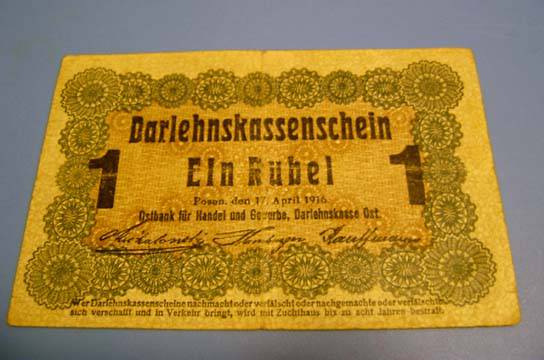 Darlehnskassenschein
1 Ein Rubel 1
Posen, den 17. April 1916
Ostbank für Handel und Gewerbe, Darlehnskasse Ost.
Kauffmann
Wer Darlehnskassenscheine nachmacht oder verfälscht oder nachgemachte oder verfälschte
sich verschafft und in Verkehr bringt, wird mit Zuchthaus bis zu acht Jahren bestraft.